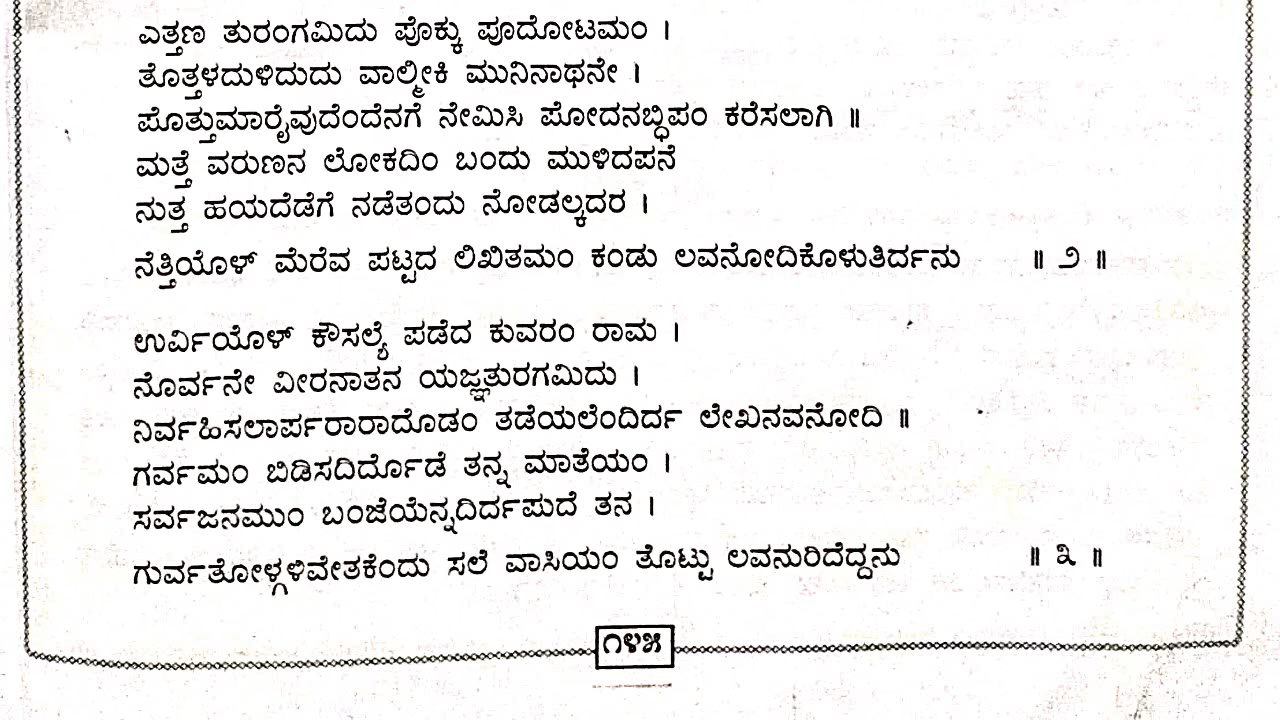 ಎತ್ತಣ ತುರಂಗಮಿದು ಪೊಕ್ಕು ಪೂದೋಟಮಂ ।
ತೊತ್ತಳದುಳಿದುದು ವಾಲ್ಮೀಕಿ ಮುನಿನಾಥನೇ ।
ಪೊತ್ತುಮಾರೈವುದೆಂದೆನಗೆ ನೇಮಿಸಿ ಪೋದನಬ್ಧಿಪಂ ಕರೆಸಲಾಗಿ ॥
ಮತ್ತೆ ವರುಣನ ಲೋಕದಿಂ ಬಂದು ಮುಳಿದಪನೆ
ನುತ್ತ ಹಯದೆಡೆಗೆ ನಡೆತಂದು ನೋಡಲ್ಕದರ ।
ನೆತ್ತಿಯೊಳ್ ಮೆರೆವ ಪಟ್ಟದ ಲಿಖಿತಮಂ ಕಂಡು ಲವನೋದಿಕೊಳುತಿರ್ದನು ॥ ೨ ॥
ಉರ್ವಿಯೊಳ್ ಕೌಸಲ್ಯೆ ಪಡೆದ ಕುವರಂ ರಾಮ ।
ನೊರ್ವನೇ ವೀರನಾತನ ಯಜ್ಞತುರಗಮಿದು ।
ನಿರ್ವಹಿಸಲಾರ್ಪರಾರಾದೊಡಂ ತಡೆಯಲೆಂದಿರ್ದ ಲೇಖನವನೋದಿ ॥
ಗರ್ವಮಂ ಬಿಡಿಸದಿರ್ದೊಡೆ ತನ್ನ ಮಾತೆಯಂ ।
ಸರ್ವಜನಮುಂ ಬಂಜೆಯೆನ್ನದಿರ್ದಪುದೆ ತನ ।
ಗುರ್ವತೋಳ್ಗಳಿವೇತಕೆಂದು ಸಲೆ ವಾಸಿಯಂ ತೊಟ್ಟು ಲವನುರಿದೆದ್ದನು ॥ ೩ ॥
೧೪೫